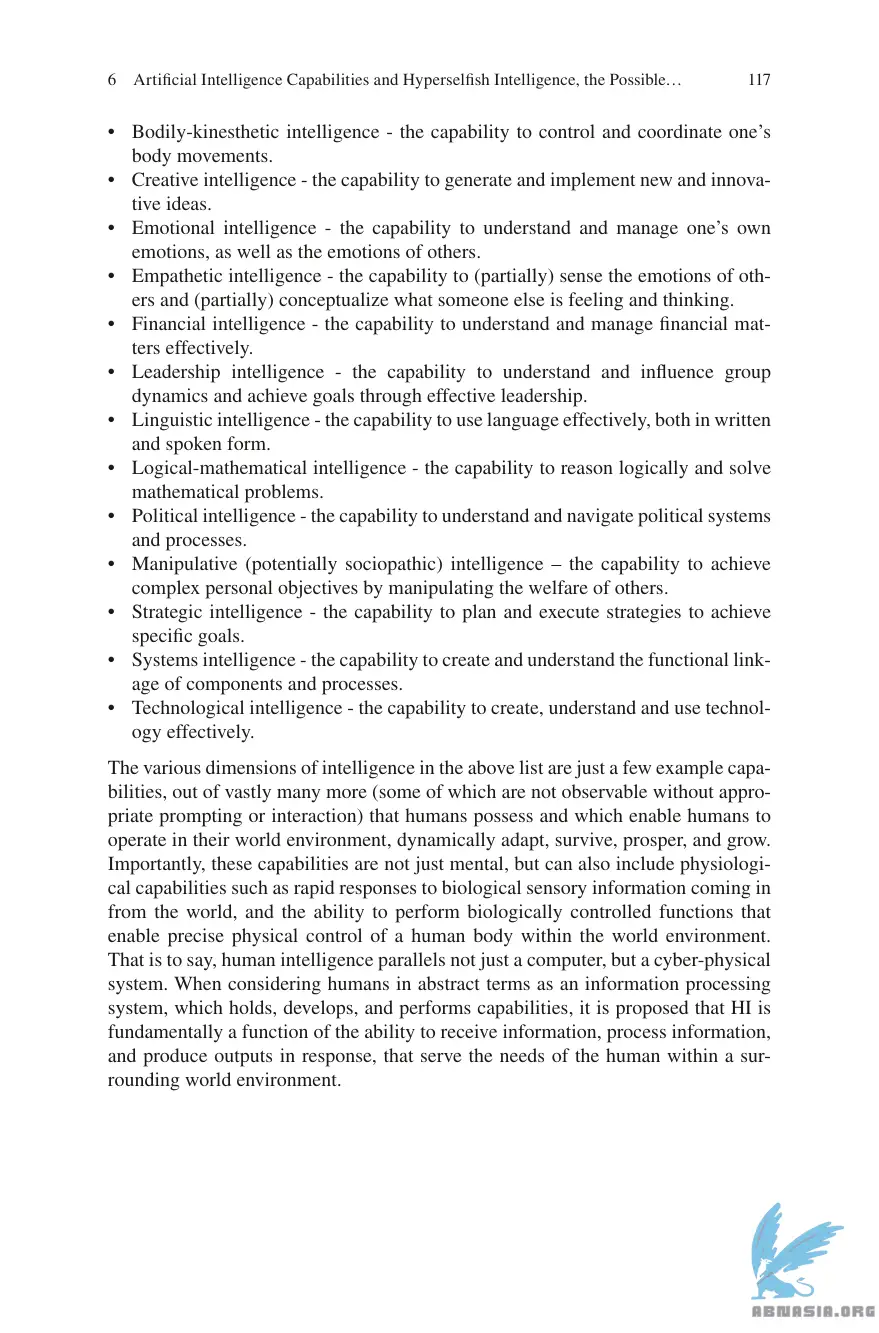 6 Artificial Intelligence Capabilities and Hyperselfish Intelligence, the Possible… 117
• Bodily-kinesthetic intelligence - the capability to control and coordinate one’s
body movements.
• Creative intelligence - the capability to generate and implement new and innova-
tive ideas.
• Emotional intelligence - the capability to understand and manage one’s own
emotions, as well as the emotions of others.
• Empathetic intelligence - the capability to (partially) sense the emotions of oth-
ers and (partially) conceptualize what someone else is feeling and thinking.
• Financial intelligence - the capability to understand and manage financial mat-
ters effectively.
• Leadership intelligence - the capability to understand and influence group
dynamics and achieve goals through effective leadership.
• Linguistic intelligence - the capability to use language effectively, both in written
and spoken form.
• Logical-mathematical intelligence - the capability to reason logically and solve
mathematical problems.
• Political intelligence - the capability to understand and navigate political systems
and processes.
• Manipulative (potentially sociopathic) intelligence – the capability to achieve
complex personal objectives by manipulating the welfare of others.
• Strategic intelligence - the capability to plan and execute strategies to achieve
specific goals.
• Systems intelligence - the capability to create and understand the functional link-
age of components and processes.
• Technological intelligence - the capability to create, understand and use technol-
ogy effectively.
The various dimensions of intelligence in the above list are just a few example capa-
bilities, out of vastly many more (some of which are not observable without appro-
priate prompting or interaction) that humans possess and which enable humans to
operate in their world environment, dynamically adapt, survive, prosper, and grow.
Importantly, these capabilities are not just mental, but can also include physiologi-
cal capabilities such as rapid responses to biological sensory information coming in
from the world, and the ability to perform biologically controlled functions that
enable precise physical control of a human body within the world environment.
That is to say, human intelligence parallels not just a computer, but a cyber-physical
system. When considering humans in abstract terms as an information processing
system, which holds, develops, and performs capabilities, it is proposed that HI is
fundamentally a function of the ability to receive information, process information,
and produce outputs in response, that serve the needs of the human within a sur-
rounding world environment.
ABNASIA.ORG